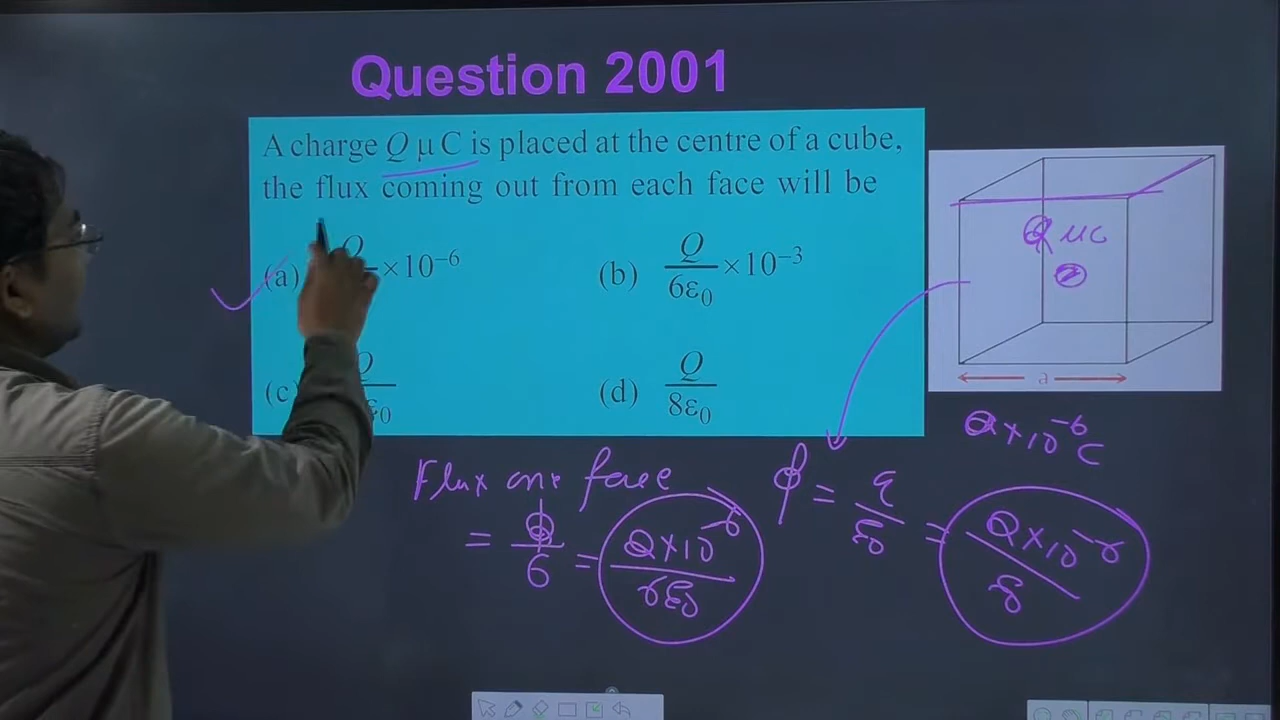 Question 2001
A charge Q μ C is placed at the centre of a cube,
the flux coming out from each face will be
(a) Q ×10⁻⁶
(b) Q/6ε₀ ×10⁻³
(c) Q/ε₀
(d) Q/8ε₀
Q μc
a
Q×10⁻⁶ C
Flux one face
= ϕ/6 = Q×10⁻⁶/6ε₀
ϕ = q/ε₀ = Q×10⁻⁶/ε₀